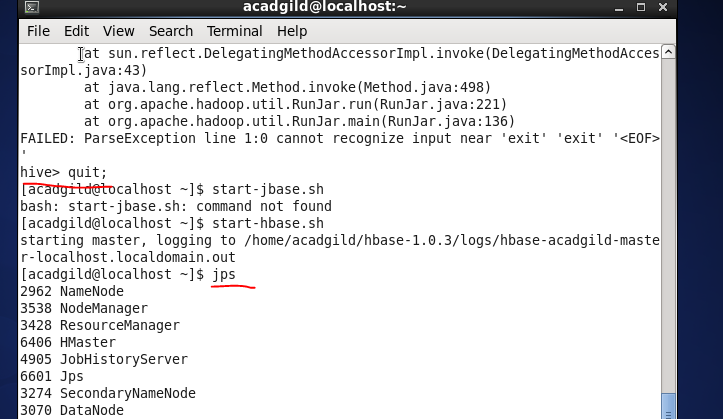 acadgild@localhost:~
File Edit View Search Terminal Help
at sun.reflect.DelegatingMethodAccessorImpl.invoke(DelegatingMethodAcces
sorImpl.java:43)
at java.lang.reflect.Method.invoke(Method.java:498)
at org.apache.hadoop.util.RunJar.run(RunJar.java:221)
at org.apache.hadoop.util.RunJar.main(RunJar.java:136)
FAILED: ParseException line 1:0 cannot recognize input near 'exit' 'exit' '<EOF>
'
hive> quit;
[acadgild@localhost ~]$ start-jbase.sh
bash: start-jbase.sh: command not found
[acadgild@localhost ~]$ start-hbase.sh
starting master, logging to /home/acadgild/hbase-1.0.3/logs/hbase-acadgild-maste
r-localhost.localdomain.out
[acadgild@localhost ~]$ jps
2962 NameNode
3538 NodeManager
3428 ResourceManager
6406 HMaster
4905 JobHistoryServer
6601 Jps
3274 SecondaryNameNode
3070 DataNode